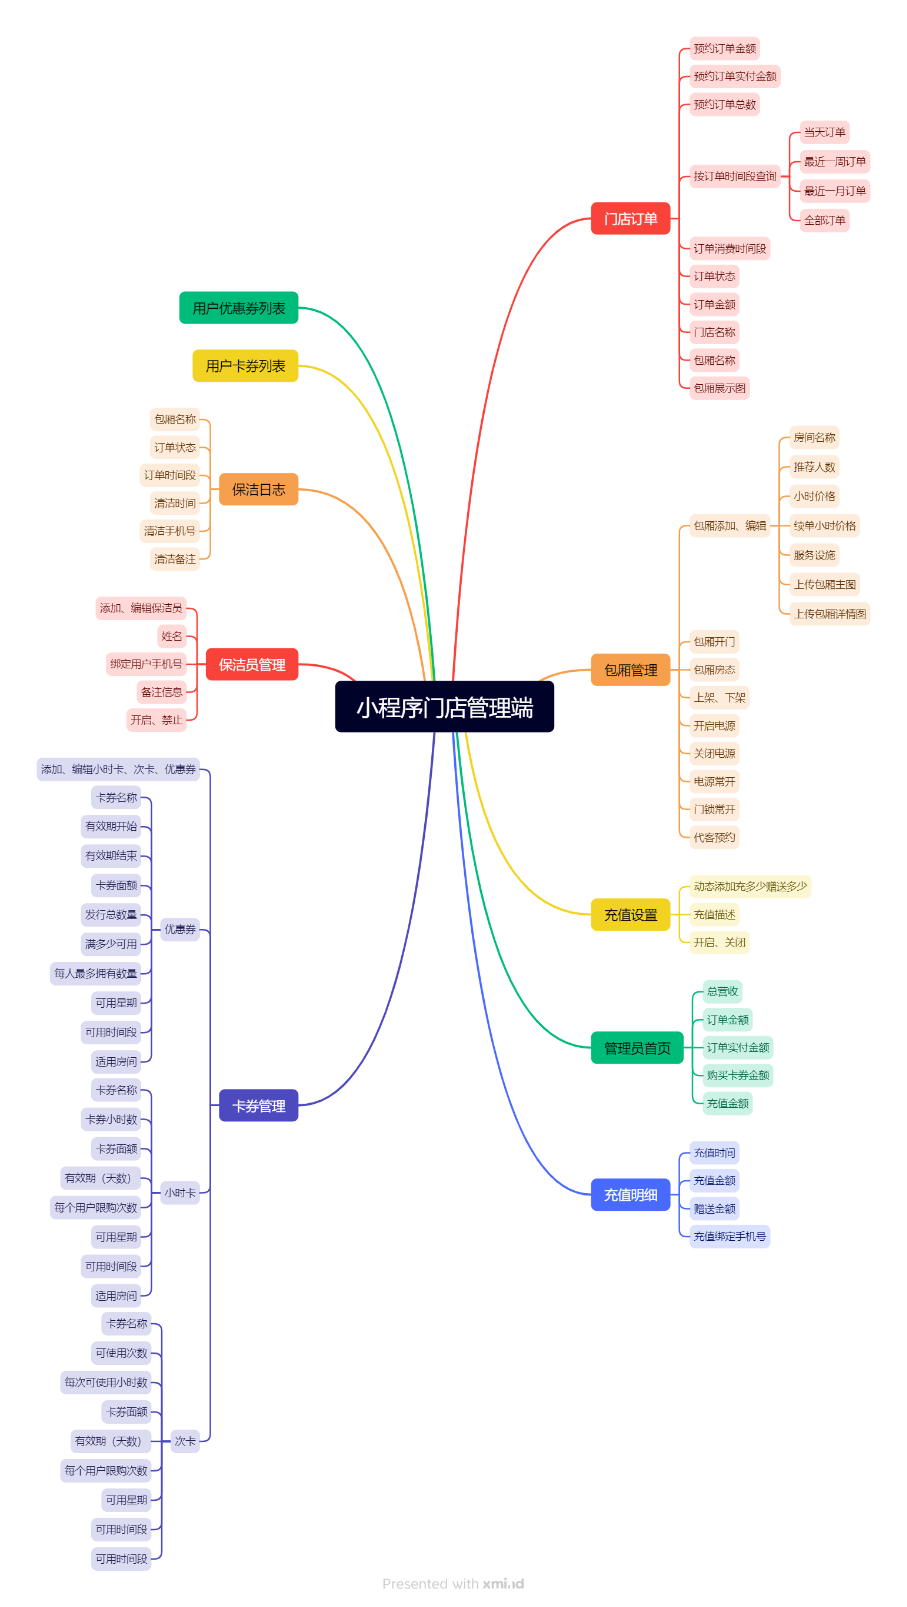 小程序门店管理端
门店订单
预约订单金额
预约订单实付金额
预约订单总数
按订单时间段查询
当天订单
最近一周订单
最近一月订单
全部订单
订单消费时间段
订单状态
订单金额
门店名称
包厢名称
包厢展示图
包厢管理
包厢添加、编辑
房间名称
推荐人数
小时价格
续单小时价格
服务设施
上传包厢主图
上传包厢详情图
包厢开门
包厢房态
上架、下架
开启电源
关闭电源
电源常开
门锁常开
代客预约
充值设置
动态添加充多少赠送多少
充值描述
开启、关闭
管理员首页
总营收
订单金额
订单实付金额
购买卡券金额
充值金额
充值明细
充值时间
充值金额
赠送金额
充值绑定手机号
用户优惠券列表
用户卡券列表
保洁日志
包厢名称
订单状态
订单时间段
清洁时间
清洁手机号
清洁备注
保洁员管理
添加、编辑保洁员
姓名
绑定用户手机号
备注信息
开启、禁止
卡券管理
添加、编辑小时卡、次卡、优惠券
优惠券
卡券名称
有效期开始
有效期结束
卡券面额
发行总数量
满多少可用
每人最多拥有数量
可用星期
可用时间段
适用房间
小时卡
卡券名称
卡券小时数
卡券面额
有效期（天数）
每个用户限购次数
可用星期
可用时间段
适用房间
次卡
卡券名称
可使用次数
每次可使用小时数
卡券面额
有效期（天数）
每个用户限购次数
可用星期
可用时间段
可用时间段
Presented with xmind